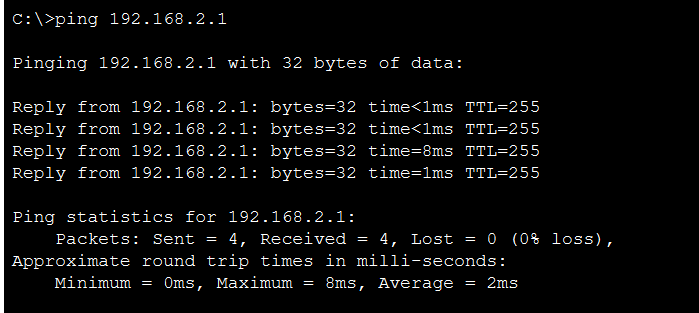 C:\>ping 192.168.2.1
Pinging 192.168.2.1 with 32 bytes of data:
Reply from 192.168.2.1: bytes=32 time<1ms TTL=255
Reply from 192.168.2.1: bytes=32 time<1ms TTL=255
Reply from 192.168.2.1: bytes=32 time=8ms TTL=255
Reply from 192.168.2.1: bytes=32 time=1ms TTL=255
Ping statistics for 192.168.2.1:
    Packets: Sent = 4, Received = 4, Lost = 0 (0% loss),
Approximate round trip times in milli-seconds:
    Minimum = 0ms, Maximum = 8ms, Average = 2ms